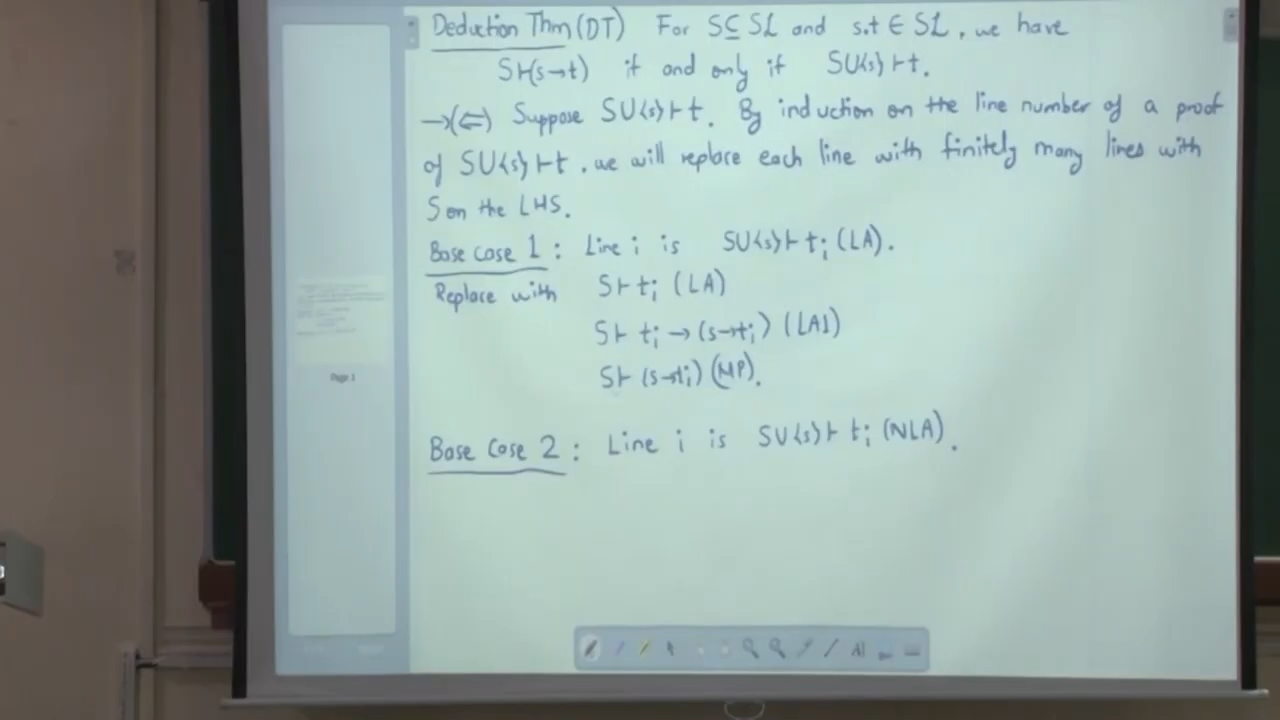 Deduction Thm (DT) For S⊆SL and s,t ∈ SL, we have
S⊢(s→t) if and only if S∪{s}⊢t.
→(⇐) Suppose S∪{s}⊢t. By induction on the line number of a proof
of S∪{s}⊢t, we will replace each line with finitely many lines with
S on the LHS.
Base case 1: Line i is S∪{s}⊢ tᵢ (LA).
Replace with S⊢tᵢ (LA)
S⊢ tᵢ→(s→tᵢ) (LA1)
S⊢ (s→tᵢ) (MP).
Base Case 2: Line i is S∪{s}⊢ tᵢ (NLA).
Page 1
AI